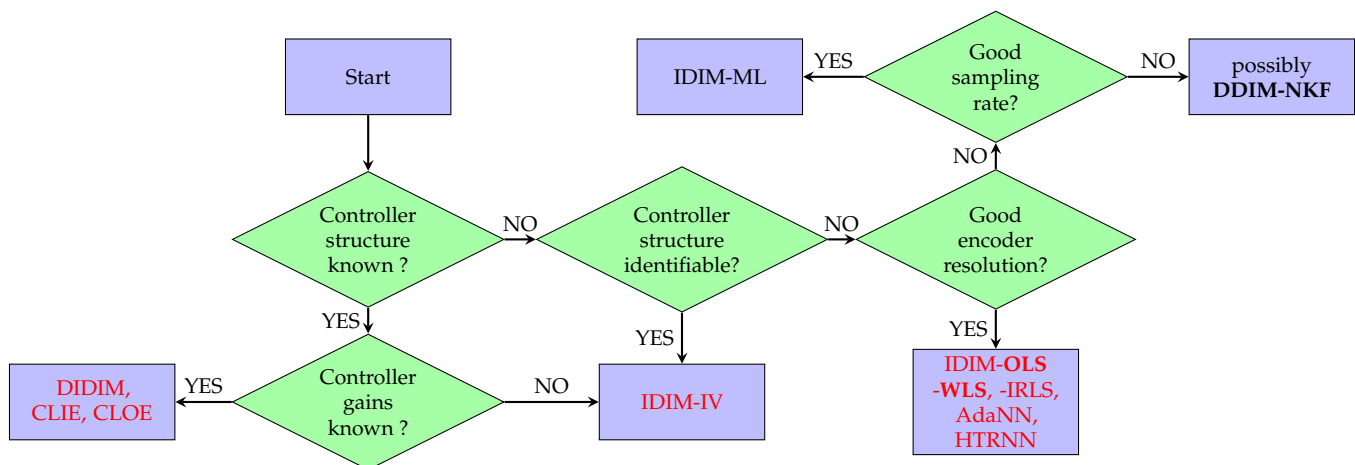 Start
IDIM-ML
YES
Good
sampling
rate?
NO
possibly
DDIM-NKF
NO
Controller
structure
known ?
NO
Controller
structure
identifiable?
NO
Good
encoder
resolution?
YES
YES
YES
DIDIM,
CLIE, CLOE
YES
Controller
gains
known ?
NO
IDIM-IV
IDIM-OLS
-WLS, -IRLS,
AdaNN,
HTRNN